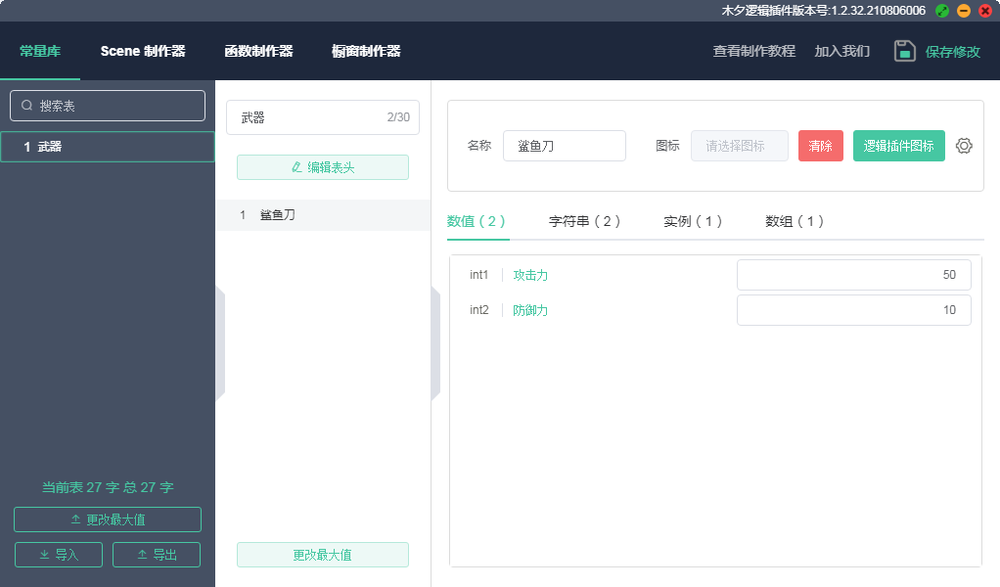 木夕逻辑插件版本号:1.2.32.210806006
常量库 Scene 制作器 函数制作器 橱窗制作器 查看制作教程 加入我们 保存修改
搜索表
1 武器
当前表 27 字 总 27 字
更改最大值
导入 导出
武器 2/30
编辑表头
1 鲨鱼刀
更改最大值
名称 鲨鱼刀 图标 请选择图标 清除 逻辑插件图标
数值 ( 2 ) 字符串 ( 2 ) 实例 ( 1 ) 数组 ( 1 )
int1 攻击力 50
int2 防御力 10